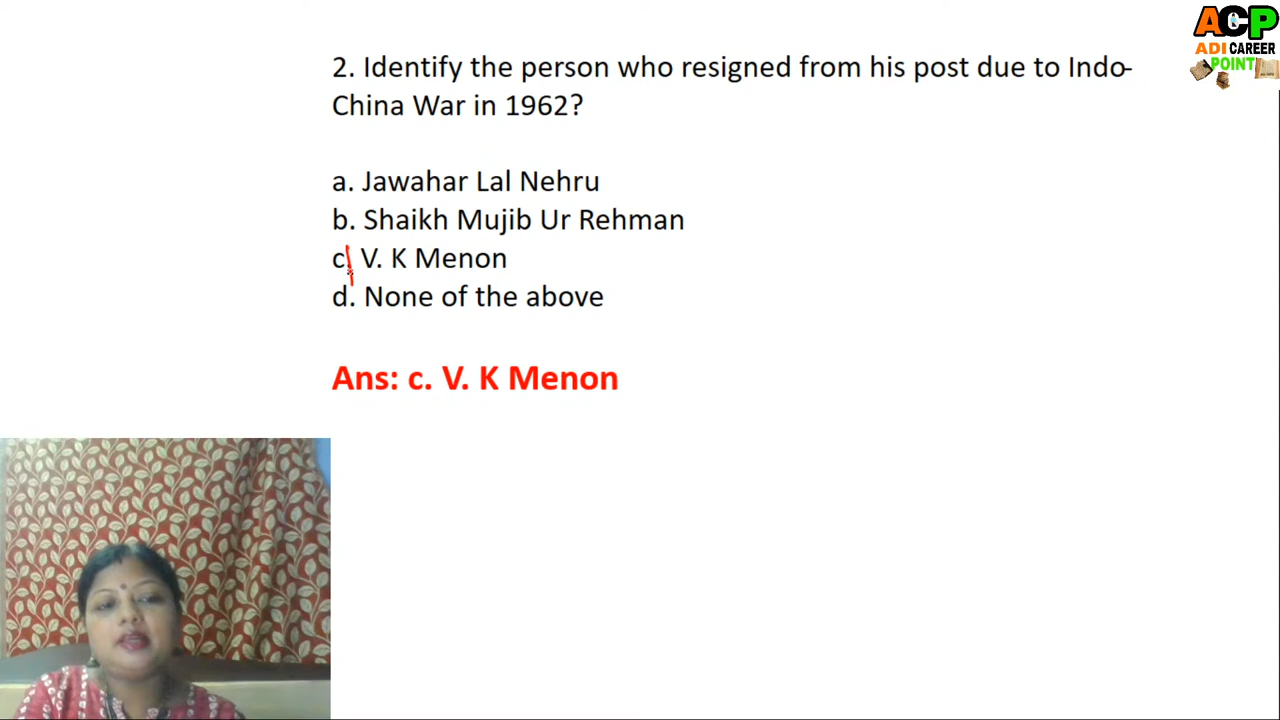 ACP
ADI CAREER
POINT
2. Identify the person who resigned from his post due to Indo-
China War in 1962?
a. Jawahar Lal Nehru
b. Shaikh Mujib Ur Rehman
c. V. K Menon
d. None of the above
Ans: c. V. K Menon